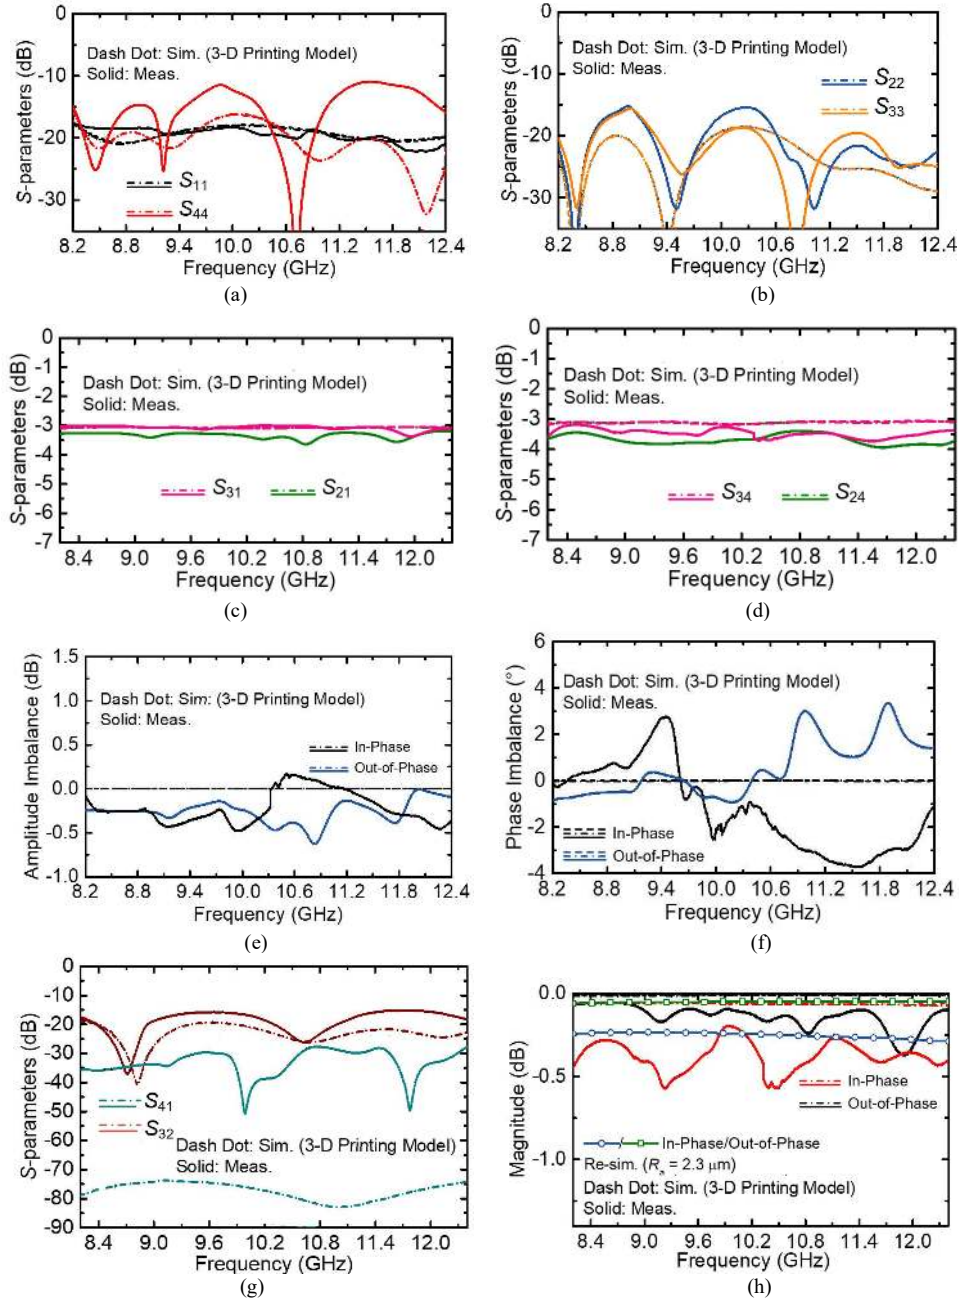 0
-10
-20
-30
S-parameters (dB)
Dash Dot: Sim. (3-D Printing Model)
Solid: Meas.
S11
S44
8.2 8.8 9.4 10.0 10.6 11.2 11.8 12.4
Frequency (GHz)
(a)
0
-10
-20
-30
S-parameters (dB)
Dash Dot: Sim. (3-D Printing Model)
Solid: Meas.
S22
S33
8.2 8.8 9.4 10.0 10.6 11.2 11.8 12.4
Frequency (GHz)
(b)
0
-1
-2
-3
-4
-5
-6
-7
S-parameters (dB)
Dash Dot: Sim. (3-D Printing Model)
Solid: Meas.
S31 S21
8.4 9.0 9.6 10.2 10.8 11.4 12.0
Frequency (GHz)
(c)
0
-1
-2
-3
-4
-5
-6
-7
S-parameters (dB)
Dash Dot: Sim. (3-D Printing Model)
Solid: Meas.
S34 S24
8.4 9.0 9.6 10.2 10.8 11.4 12.0
Frequency (GHz)
(d)
1.5
1.0
0.5
0.0
-0.5
-1.0
Amplitude Imbalance (dB)
Dash Dot: Sim. (3-D Printing Model)
Solid: Meas.
In-Phase
Out-of-Phase
8.2 8.8 9.4 10.0 10.6 11.2 11.8 12.4
Frequency (GHz)
(e)
6
4
2
0
-2
-4
Phase Imbalance (°)
Dash Dot: Sim. (3-D Printing Model)
Solid: Meas.
In-Phase
Out-of-Phase
8.2 8.8 9.4 10.0 10.6 11.2 11.8 12.4
Frequency (GHz)
(f)
0
-10
-20
-30
-40
-50
-60
-70
-80
-90
S-parameters (dB)
S41
S32
Dash Dot: Sim. (3-D Printing Model)
Solid: Meas.
8.4 9.0 9.6 10.2 10.8 11.4 12.0
Frequency (GHz)
(g)
0.0
-0.5
-1.0
Magnitude (dB)
In-Phase
Out-of-Phase
In-Phase/Out-of-Phase
Re-sim. (Ra = 2.3 μm)
Dash Dot: Sim. (3-D Printing Model)
Solid: Meas.
8.4 9.0 9.6 10.2 10.8 11.4 12.0
Frequency (GHz)
(h)